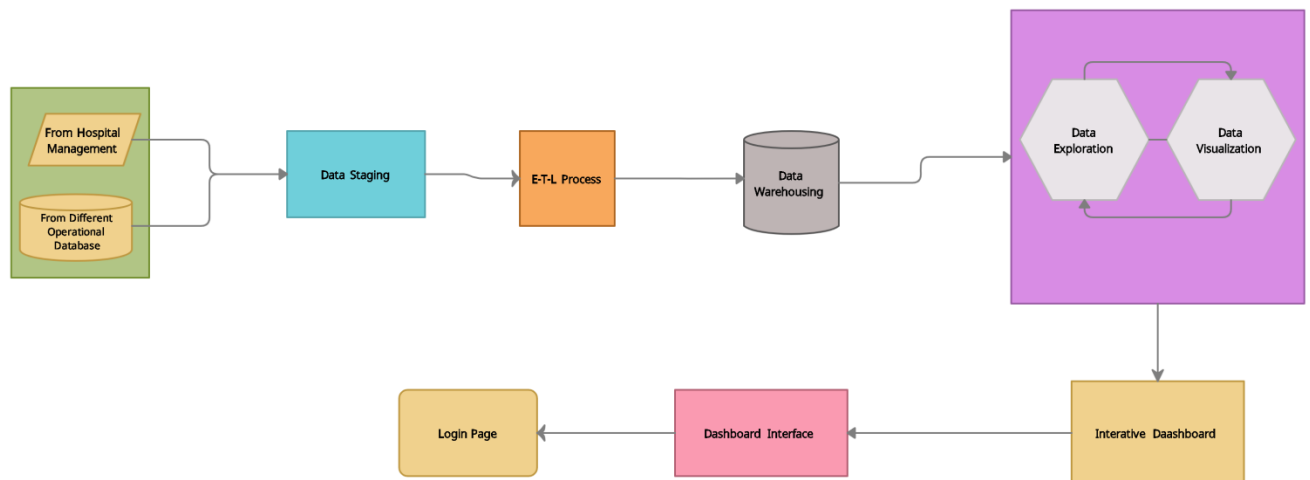 From Hospital
Management
From Different
Operational
Database
Data Staging
E-T-L Process
Data
Warehousing
Data
Exploration
Data
Visualization
Login Page
Dashboard Interface
Interative Daashboard